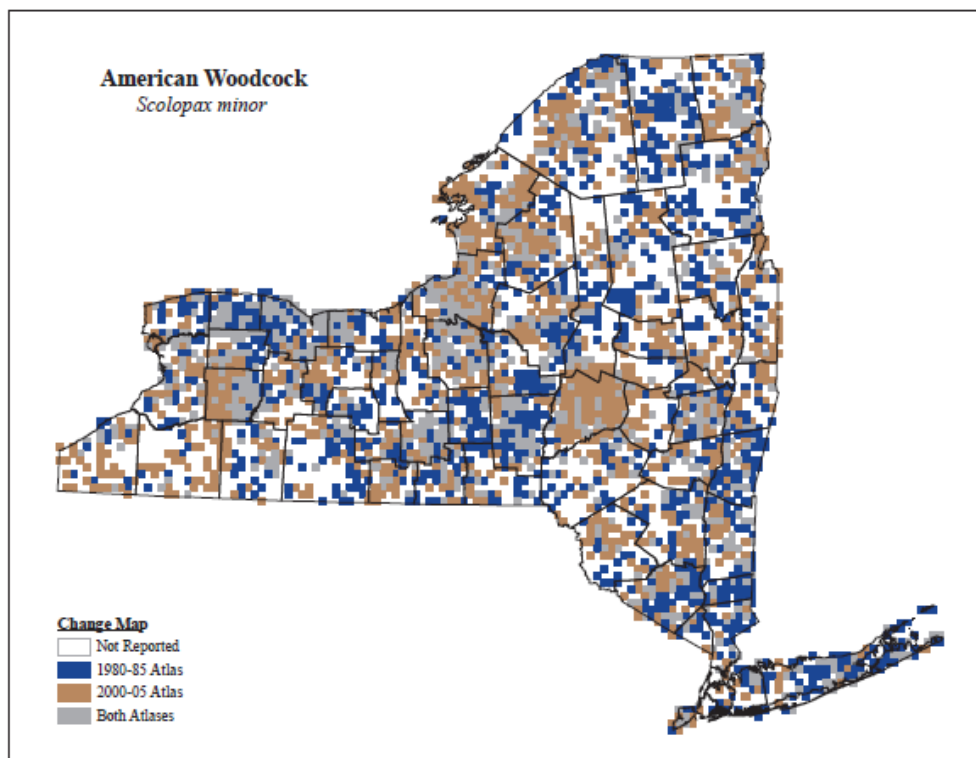 American Woodcock
Scolopax minor
Change Map
Not Reported
1980-85 Atlas
2000-05 Atlas
Both Atlases